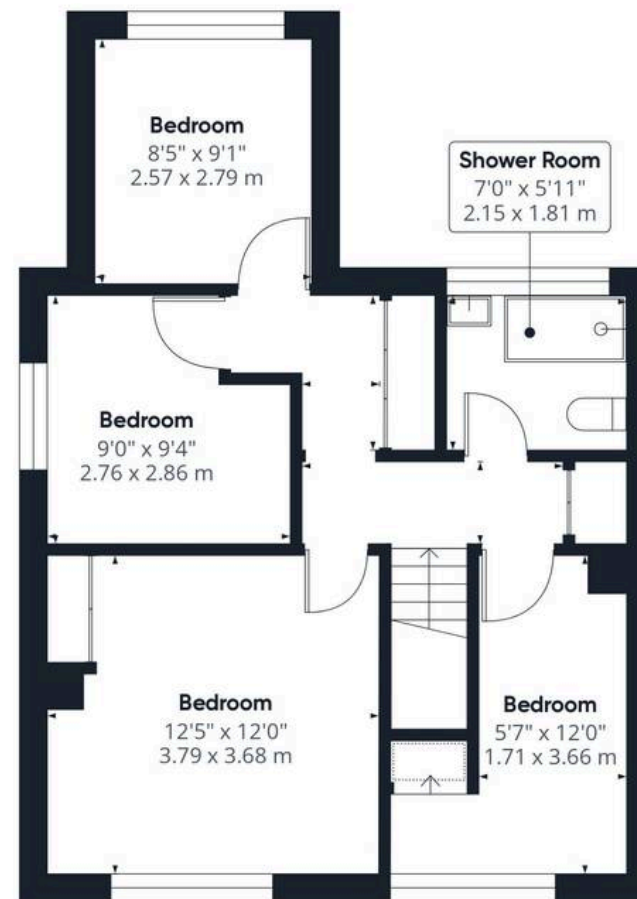 Bedroom
8'5" x 9'1"
2.57 x 2.79 m
Shower Room
7'0" x 5'11"
2.15 x 1.81 m
Bedroom
9'0" x 9'4"
2.76 x 2.86 m
Bedroom
12'5" x 12'0"
3.79 x 3.68 m
Bedroom
5'7" x 12'0"
1.71 x 3.66 m